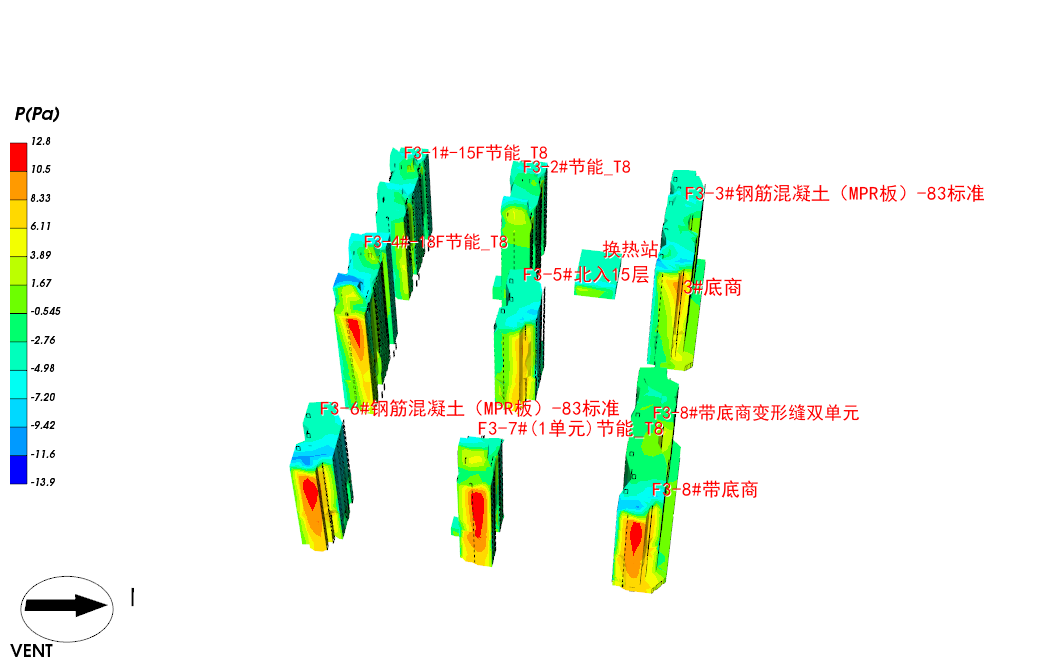 P(Pa)
12.8
10.5
8.33
6.11
3.89
1.67
-0.545
-2.76
-4.98
-7.20
-9.42
-11.6
-13.9
F3-1#-15F节能_T8
F3-2#节能_T8
F3-3#钢筋混凝土（MPR板）-83标准
F3-4#-18F节能_T8
换热站
F3-5#北入15层
3#底商
F3-6#钢筋混凝土（MPR板）-83标准
F3-8#带底商变形缝双单元
F3-7#(1单元)节能_T8
F3-8#带底商
VENT